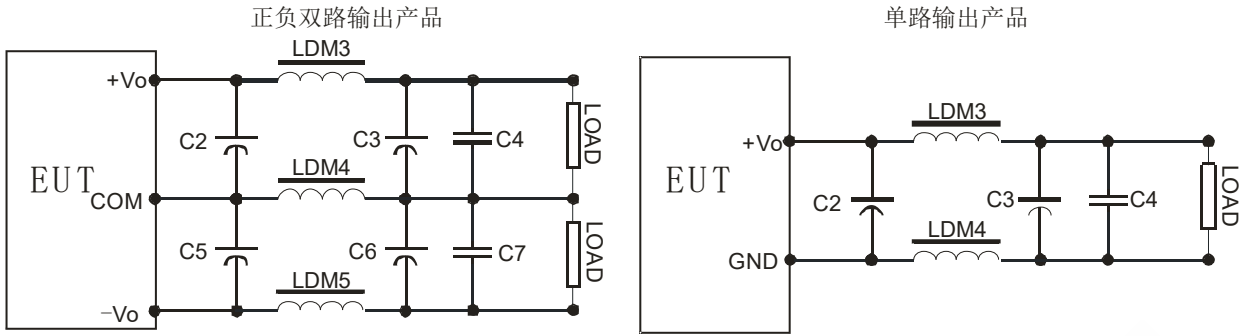 正负双路输出产品
LDM3
+Vo
C2
C3
C4
LOAD
EUT
LDM4
COM
C5
C6
C7
LOAD
LDM5
−Vo
单路输出产品
LDM3
+Vo
EUT
C2
C3
C4
LOAD
LDM4
GND